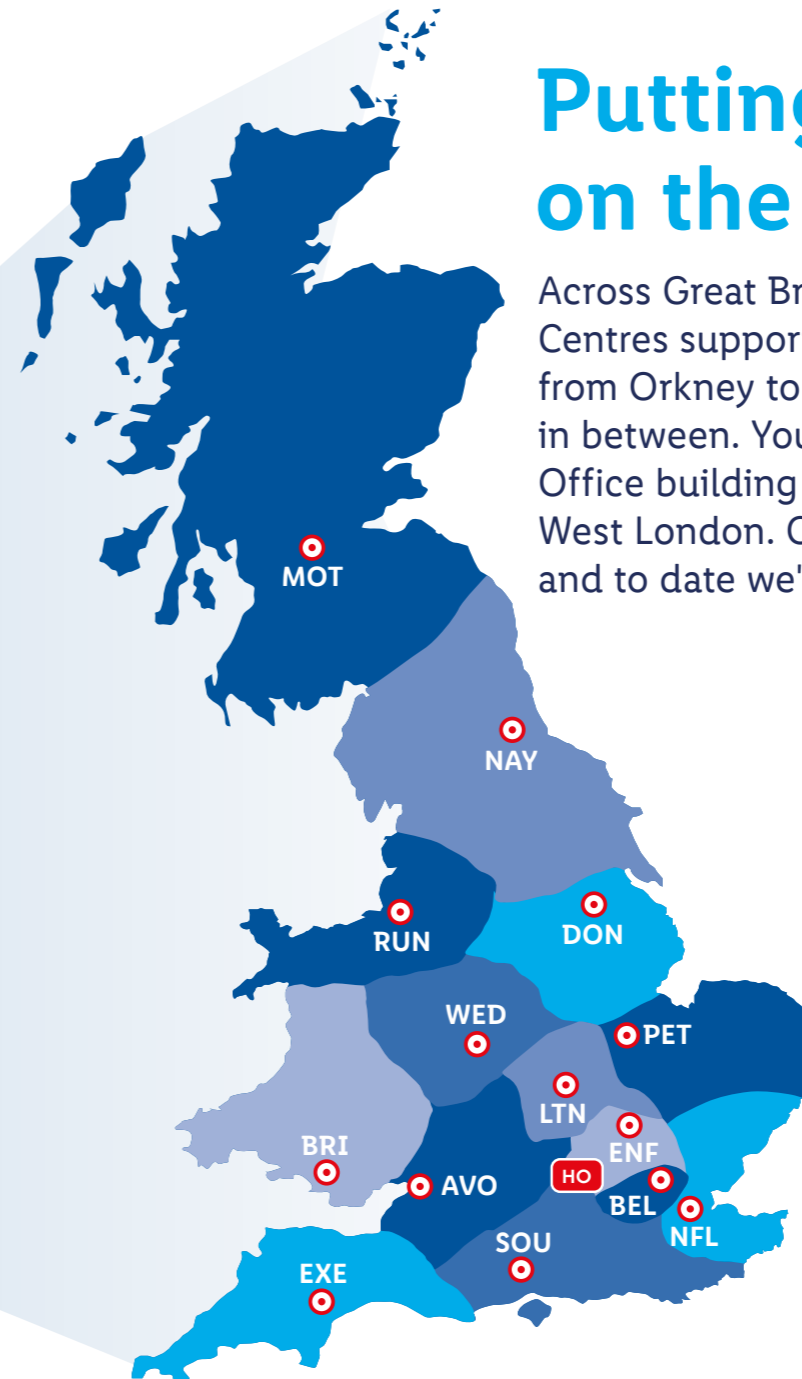 Putting
on the
Across Great Br
Centres suppor
from Orkney to
in between. You
Office building
West London. O
and to date we'
MOT
NAY
RUN
DON
WED
PET
LTN
ENF
BRI
HO
AVO
BEL
NFL
SOU
EXE